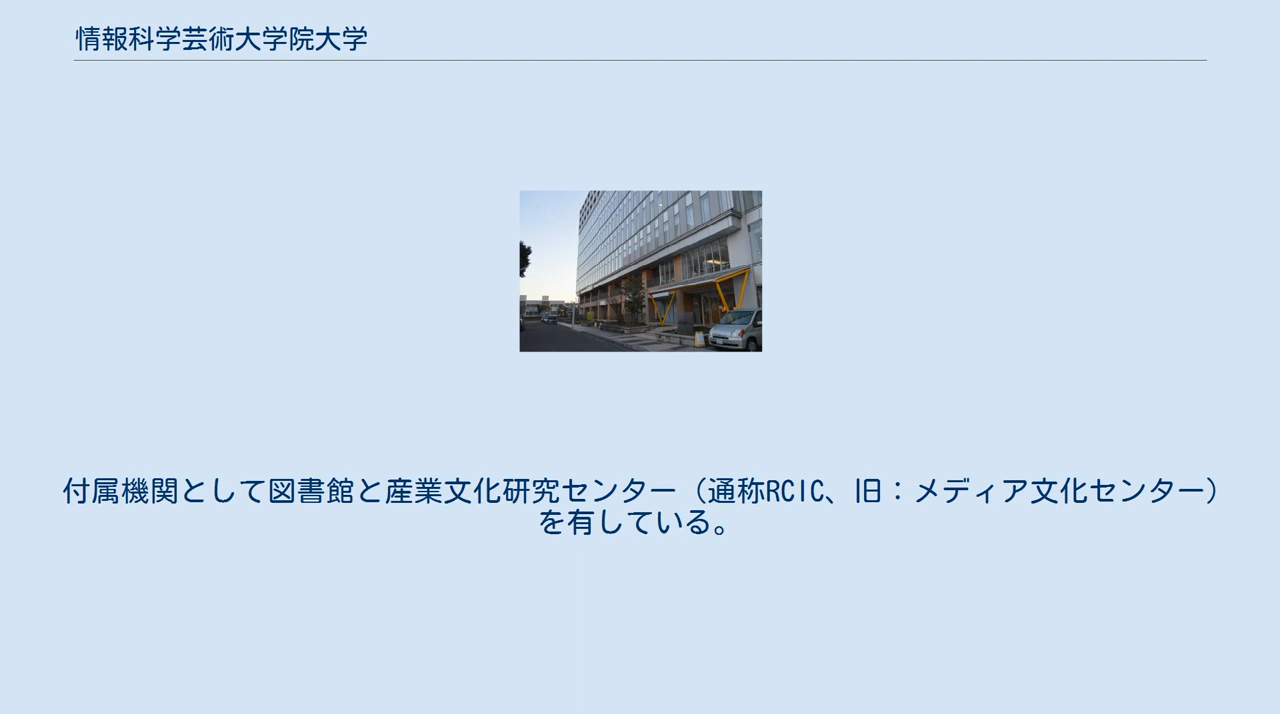 情報科学芸術大学院大学
付属機関として図書館と産業文化研究センター（通称RCIC、旧：メディア文化センター）
を有している。